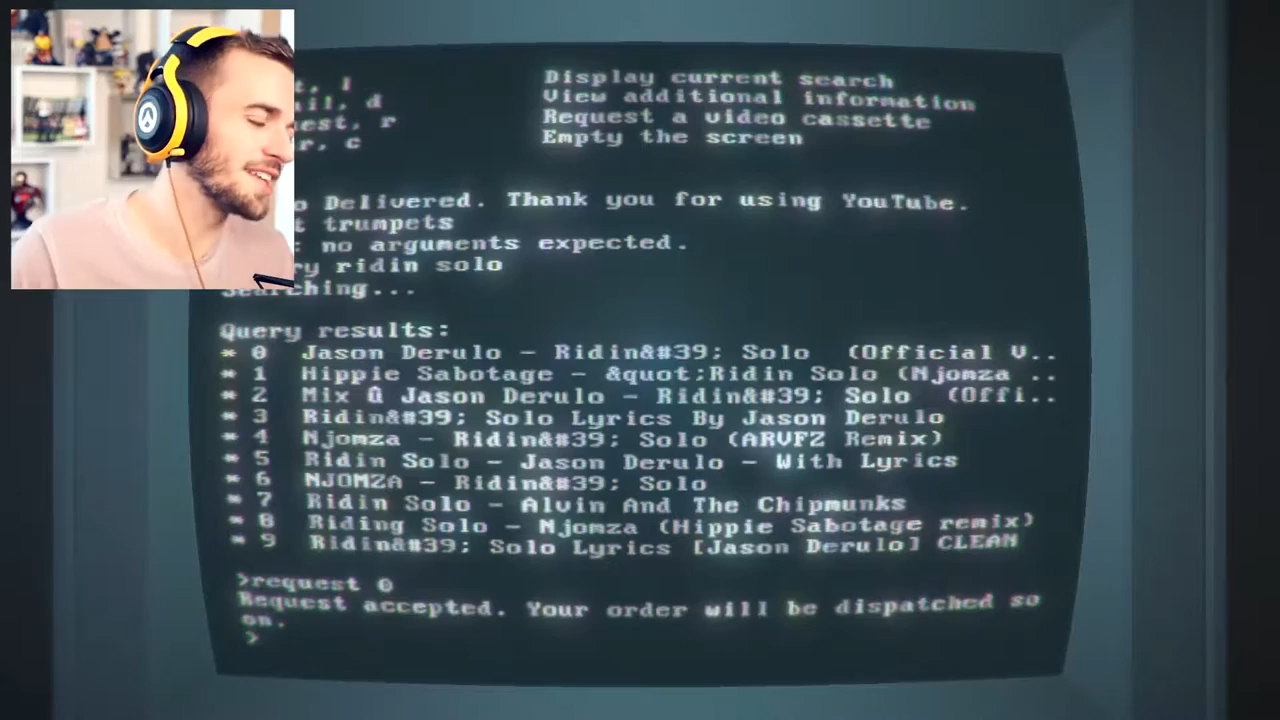 t, l Display current search
ail, d View additional information
est, r Request a video cassette
r, c Empty the screen
o Delivered. Thank you for using YouTube.
t trumpets
: no arguments expected.
ry ridin solo
Searching...
Query results:
* 0 Jason Derulo - Ridin&#39; Solo (Official V..
* 1 Hippie Sabotage - &quot;Ridin Solo (Njomza ..
* 2 Mix û Jason Derulo - Ridin&#39; Solo (Offi..
* 3 Ridin&#39; Solo Lyrics By Jason Derulo
* 4 Njomza - Ridin&#39; Solo (ARVFZ Remix)
* 5 Ridin Solo - Jason Derulo - With Lyrics
* 6 NJOMZA - Ridin&#39; Solo
* 7 Ridin Solo - Alvin And The Chipmunks
* 8 Riding Solo - Njomza (Hippie Sabotage remix)
* 9 Ridin&#39; Solo Lyrics [Jason Derulo] CLEAN
>request 0
Request accepted. Your order will be dispatched so
on.
>